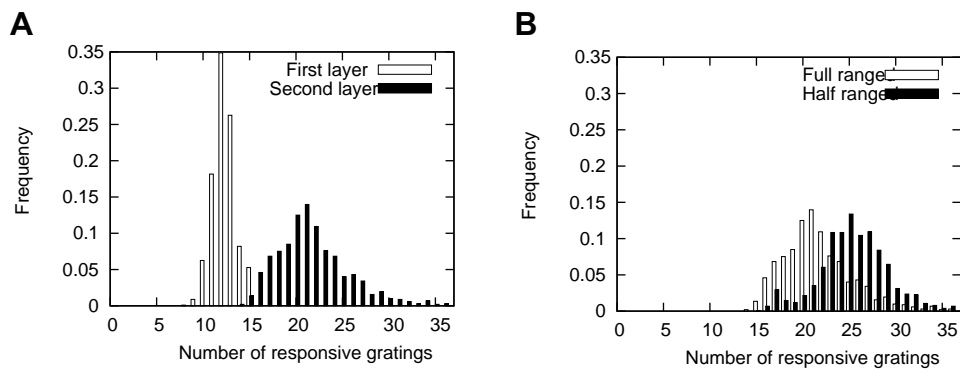 A
0.35
0.3
0.25
0.2
0.15
0.1
0.05
0
Frequency
First layer
Second layer
0 5 10 15 20 25 30 35
Number of responsive gratings
B
0.35
0.3
0.25
0.2
0.15
0.1
0.05
0
Frequency
Full ranged
Half ranged
0 5 10 15 20 25 30 35
Number of responsive gratings